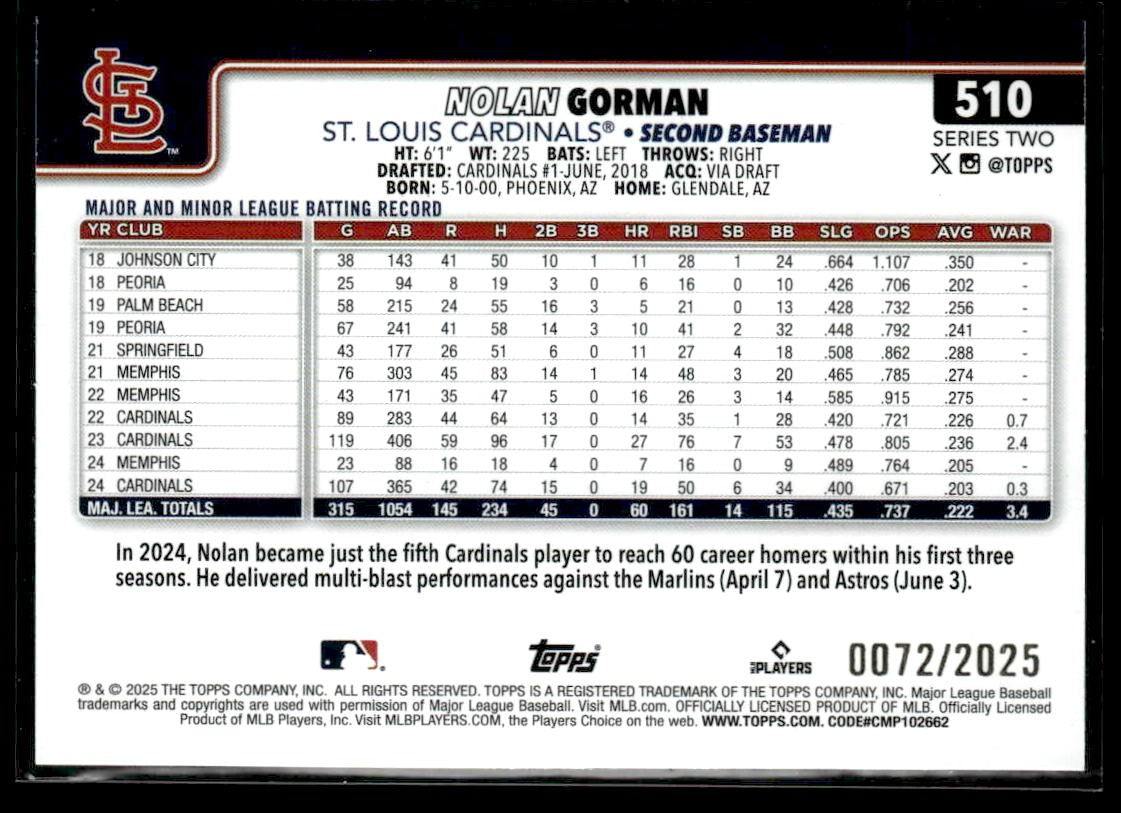 STL
TM
NOLAN GORMAN
510
ST. LOUIS CARDINALS® • SECOND BASEMAN
SERIES TWO
HT: 6'1" WT: 225 BATS: LEFT THROWS: RIGHT
X @TOPPS
DRAFTED: CARDINALS #1-JUNE, 2018 ACQ: VIA DRAFT
BORN: 5-10-00, PHOENIX, AZ HOME: GLENDALE, AZ
MAJOR AND MINOR LEAGUE BATTING RECORD
YR CLUB G AB R H 2B 3B HR RBI SB BB SLG OPS AVG WAR
18 JOHNSON CITY 38 143 41 50 10 1 11 28 1 24 .664 1.107 .350 -
18 PEORIA 25 94 8 19 3 0 6 16 0 10 .426 .706 .202 -
19 PALM BEACH 58 215 24 55 16 3 5 21 0 13 .428 .732 .256 -
19 PEORIA 67 241 41 58 14 3 10 41 2 32 .448 .792 .241 -
21 SPRINGFIELD 43 177 26 51 6 0 11 27 4 18 .508 .862 .288 -
21 MEMPHIS 76 303 45 83 14 1 14 48 3 20 .465 .785 .274 -
22 MEMPHIS 43 171 35 47 5 0 16 26 3 14 .585 .915 .275 -
22 CARDINALS 89 283 44 64 13 0 14 35 1 28 .420 .721 .226 0.7
23 CARDINALS 119 406 59 96 17 0 27 76 7 53 .478 .805 .236 2.4
24 MEMPHIS 23 88 16 18 4 0 7 16 0 9 .489 .764 .205 -
24 CARDINALS 107 365 42 74 15 0 19 50 6 34 .400 .671 .203 0.3
MAJ. LEA. TOTALS 315 1054 145 234 45 0 60 161 14 115 .435 .737 .222 3.4
In 2024, Nolan became just the fifth Cardinals player to reach 60 career homers within his first three
seasons. He delivered multi-blast performances against the Marlins (April 7) and Astros (June 3).
Topps®
PLAYERS
0072/2025
® & © 2025 THE TOPPS COMPANY, INC. ALL RIGHTS RESERVED. TOPPS IS A REGISTERED TRADEMARK OF THE TOPPS COMPANY, INC. Major League Baseball
trademarks and copyrights are used with permission of Major League Baseball. Visit MLB.com. OFFICIALLY LICENSED PRODUCT OF MLB. Officially Licensed
Product of MLB Players, Inc. Visit MLBPLAYERS.COM, the Players Choice on the web. WWW.TOPPS.COM. CODE#CMP102662